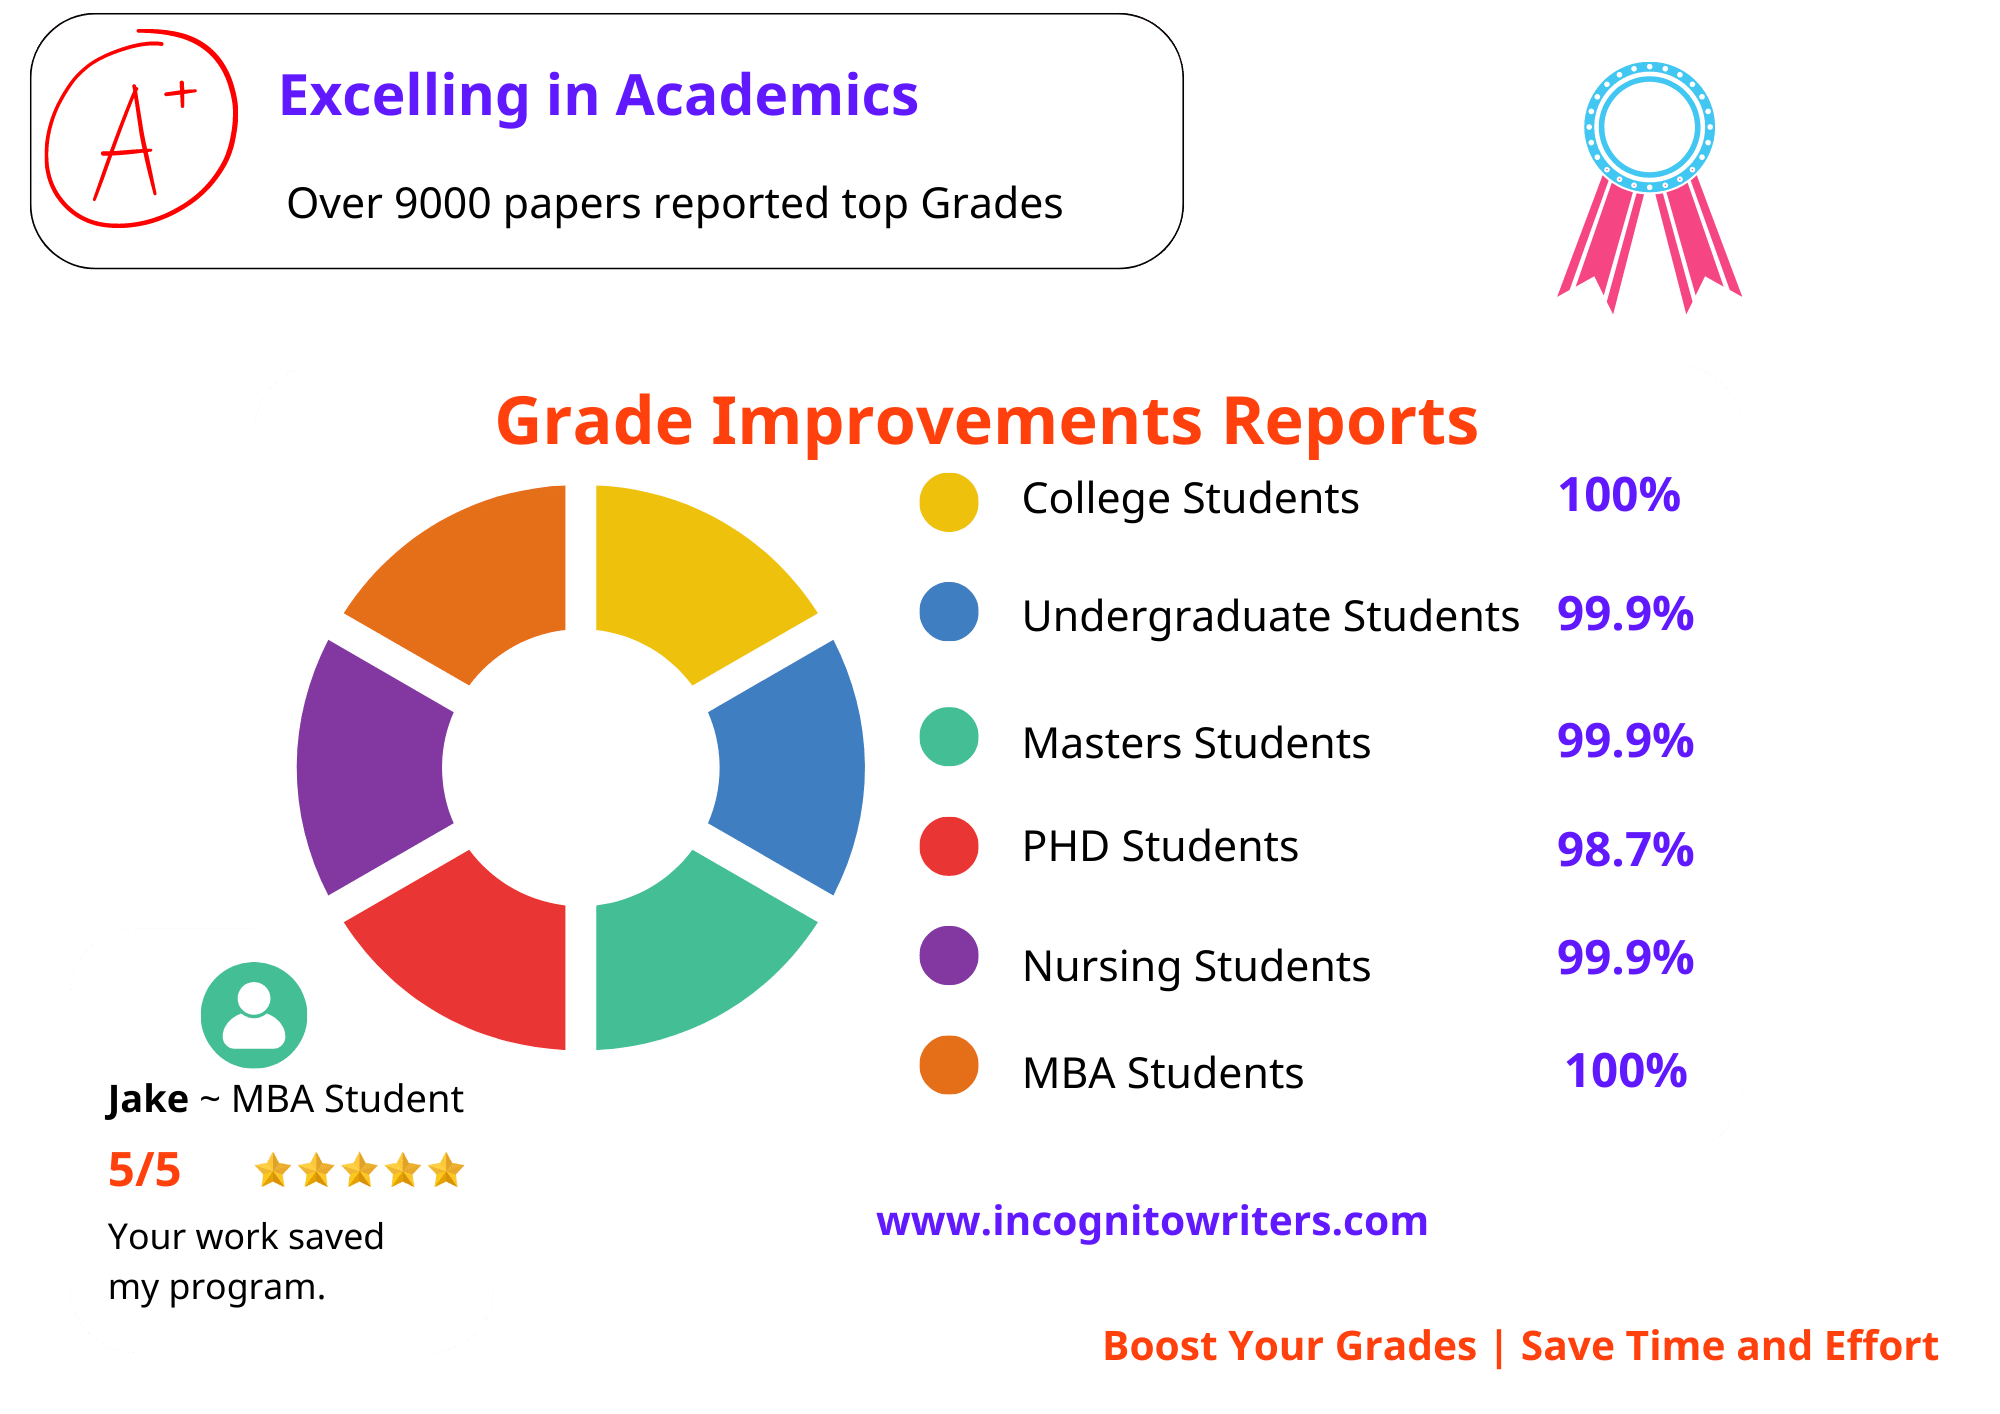 A+
Excelling in Academics
Over 9000 papers reported top Grades
Grade Improvements Reports
College Students 100%
Undergraduate Students 99.9%
Masters Students 99.9%
PHD Students 98.7%
Nursing Students 99.9%
MBA Students 100%
Jake ~ MBA Student
5/5
Your work saved
my program.
www.incognitowriters.com
Boost Your Grades | Save Time and Effort